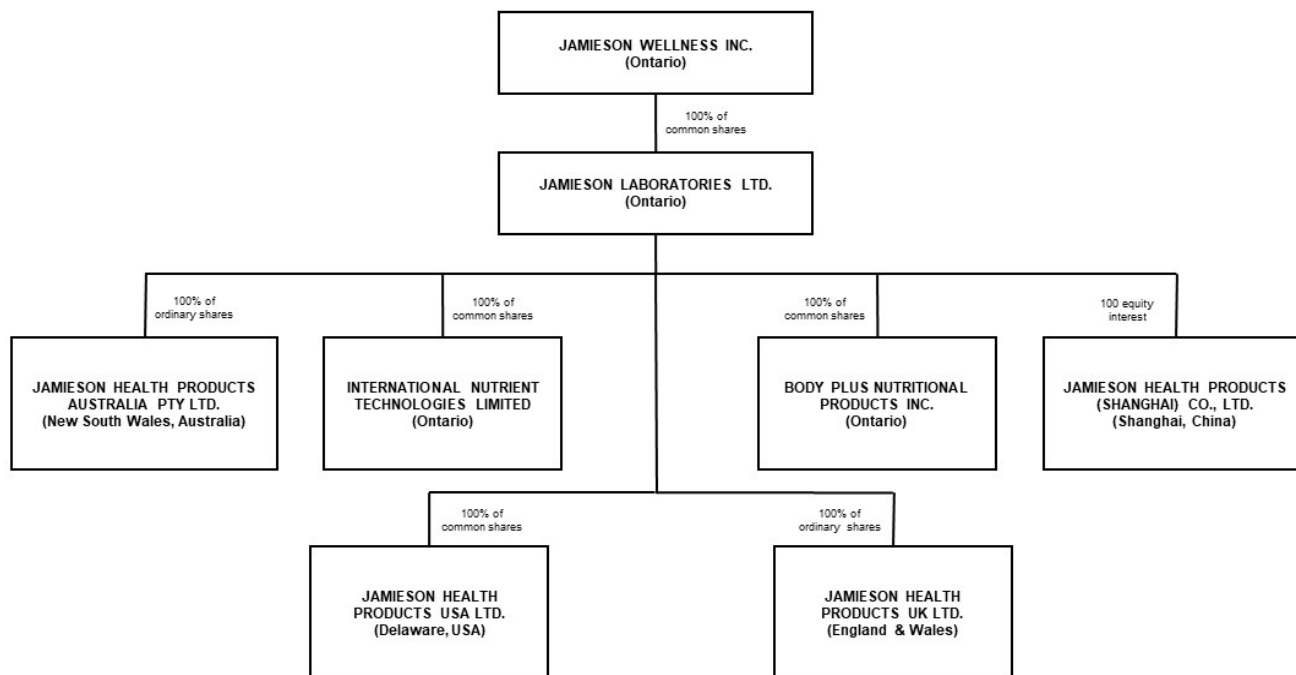 JAMIESON WELLNESS INC.
(Ontario)
100% of
common shares
JAMIESON LABORATORIES LTD.
(Ontario)
100% of
ordinary shares
100% of
common shares
100% of
common shares
100 equity
interest
JAMIESON HEALTH PRODUCTS
AUSTRALIA PTY LTD.
(New South Wales, Australia)
INTERNATIONAL NUTRIENT
TECHNOLOGIES LIMITED
(Ontario)
BODY PLUS NUTRITIONAL
PRODUCTS INC.
(Ontario)
JAMIESON HEALTH PRODUCTS
(SHANGHAI) CO., LTD.
(Shanghai, China)
100% of
common shares
100% of
ordinary shares
JAMIESON HEALTH
PRODUCTS USA LTD.
(Delaware, USA)
JAMIESON HEALTH
PRODUCTS UK LTD.
(England & Wales)